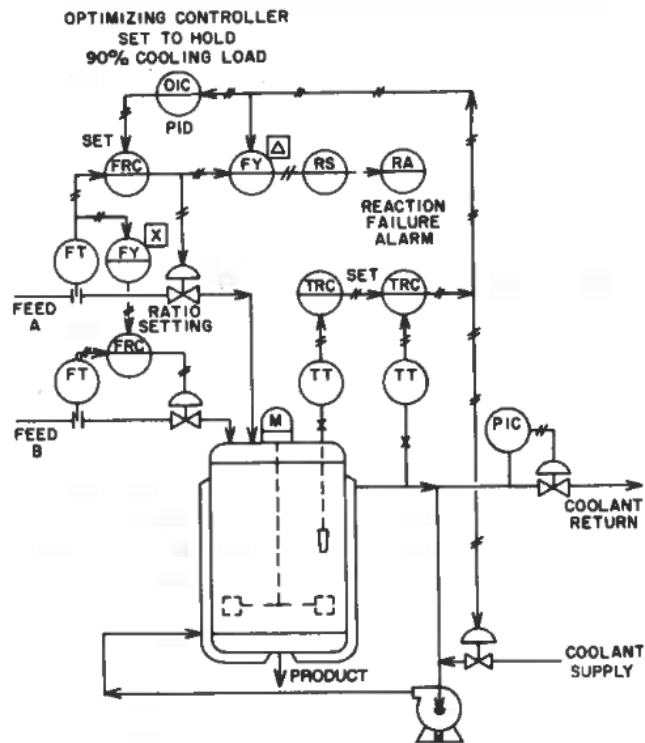 OPTIMIZING CONTROLLER
SET TO HOLD
90% COOLING LOAD
OIC
PID
SET
FRC
FY
Δ
RS
RA
REACTION
FAILURE
ALARM
FT
FY
X
FEED
A
RATIO
SETTING
TRC
SET
TRC
FRC
FT
TT
TT
FEED
B
M
PIC
COOLANT
RETURN
COOLANT
SUPPLY
PRODUCT